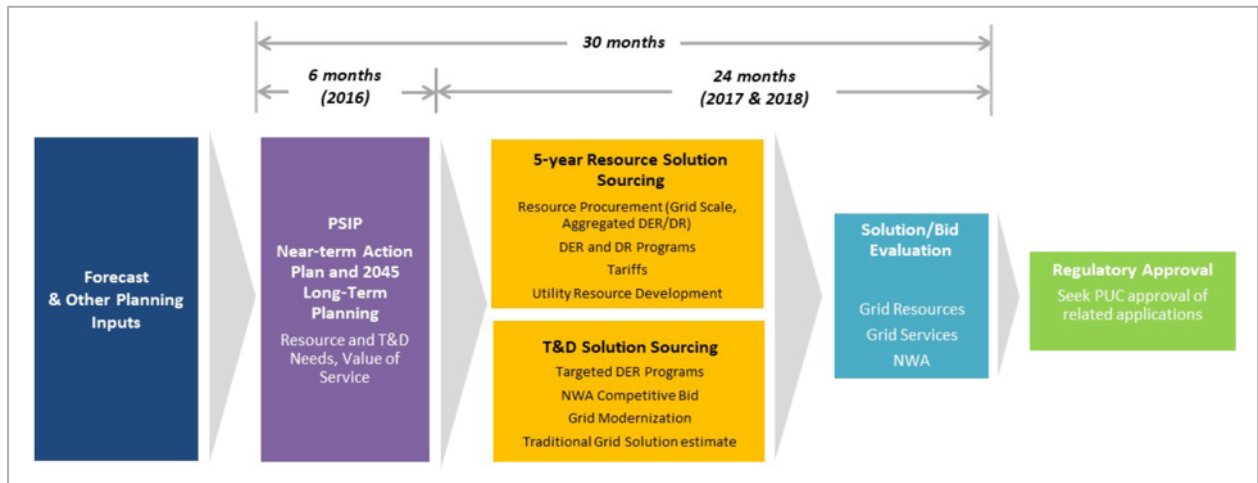 30 months
6 months
(2016)
24 months
(2017 & 2018)
Forecast
& Other Planning
Inputs
PSIP
Near-term Action
Plan and 2045
Long-Term
Planning
Resource and T&D
Needs, Value of
Service
5-year Resource Solution
Sourcing
Resource Procurement (Grid Scale,
Aggregated DER/DR)
DER and DR Programs
Tariffs
Utility Resource Development
T&D Solution Sourcing
Targeted DER Programs
NWA Competitive Bid
Grid Modernization
Traditional Grid Solution estimate
Solution/Bid
Evaluation
Grid Resources
Grid Services
NWA
Regulatory Approval
Seek PUC approval of
related applications